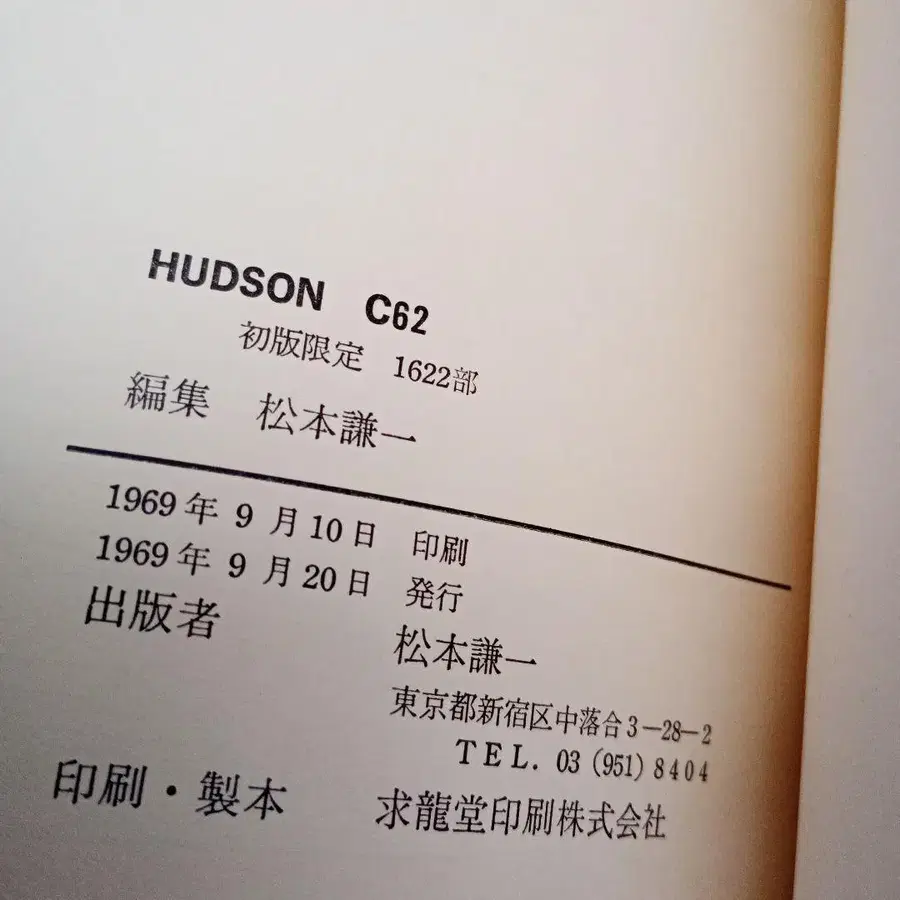 HUDSON C62
初版限定 1622部
編集 松本謙一
1969年 9 月10日 印刷
1969年 9 月20日 発行
出版者 松本謙一
東京都新宿区中落合3-28-2
TEL. 03 (951) 8404
印刷・製本 求龍堂印刷株式会社